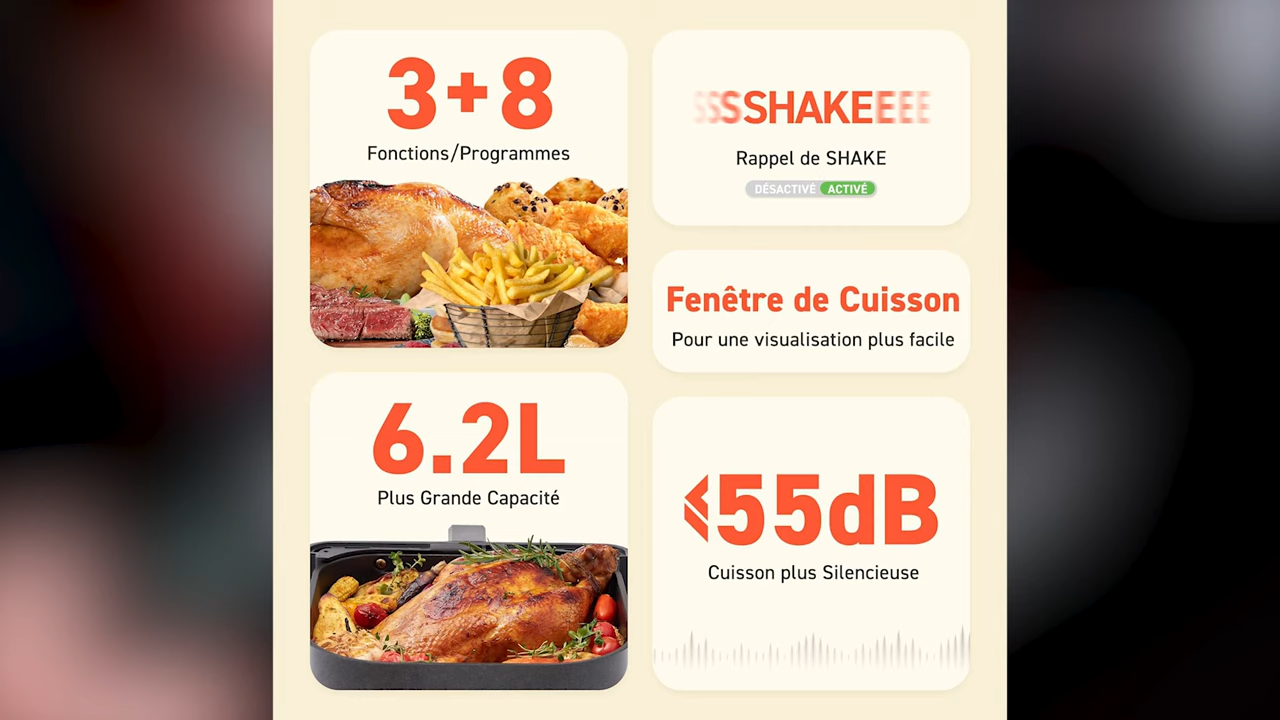 3+8
Fonctions/Programmes
6.2L
Plus Grande Capacité
SSSSHAKEEEE
Rappel de SHAKE
DÉSACTIVÉ ACTIVÉ
Fenêtre de Cuisson
Pour une visualisation plus facile
≤55dB
Cuisson plus Silencieuse